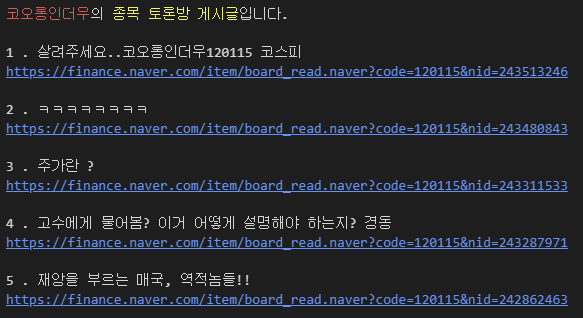 코오롱인더우의 종목 토론방 게시글입니다.
1 . 살려주세요..코오롱인더우120115 코스피
https://finance.naver.com/item/board_read.naver?code=120115&nid=243513246
2 . ㅋㅋㅋㅋㅋㅋㅋㅋ
https://finance.naver.com/item/board_read.naver?code=120115&nid=243480843
3 . 주가란 ?
https://finance.naver.com/item/board_read.naver?code=120115&nid=243311533
4 . 고수에게 물어봄? 이거 어떻게 설명해야 하는지? 경동
https://finance.naver.com/item/board_read.naver?code=120115&nid=243287971
5 . 재앙을 부르는 매국, 역적놈들!!
https://finance.naver.com/item/board_read.naver?code=120115&nid=242862463